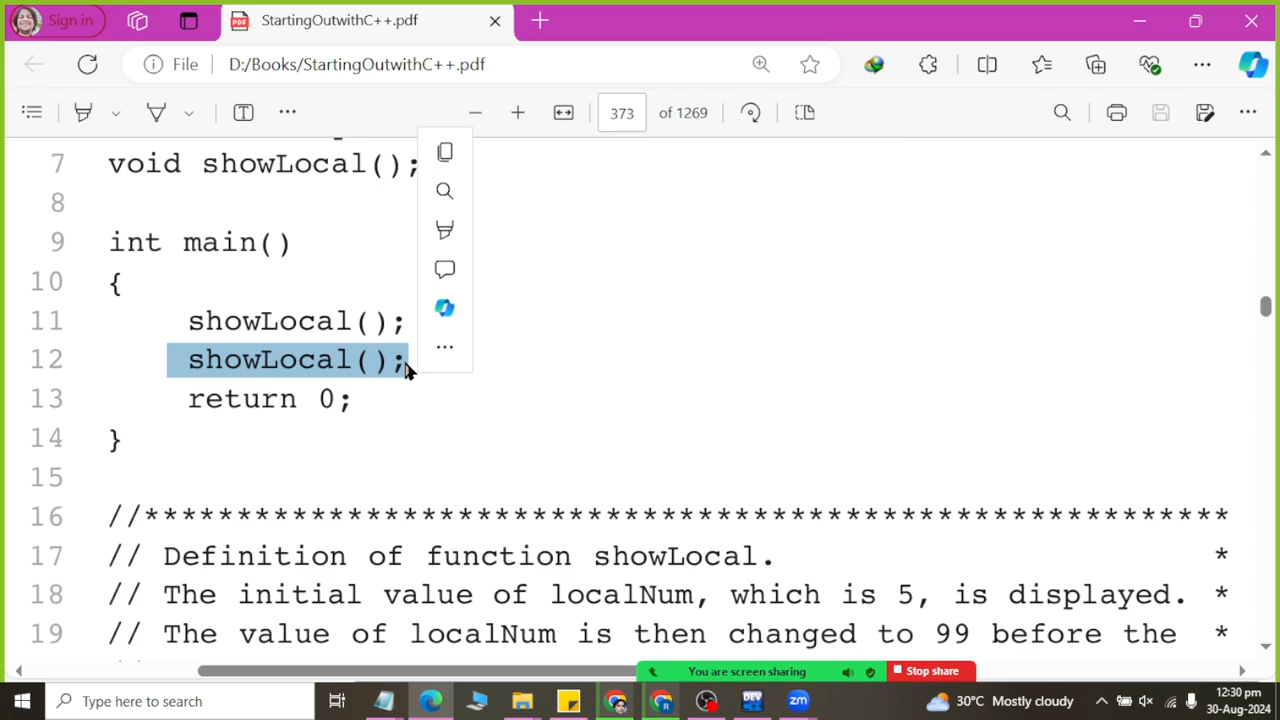 Sign in
StartingOutwithC++.pdf
File
D:/Books/StartingOutwithC++.pdf
373 of 1269
7 void showLocal();
8
9 int main()
10 {
11 showLocal();
12 showLocal();
13 return 0;
14 }
15
16 //************************************************************
17 // Definition of function showLocal. *
18 // The initial value of localNum, which is 5, is displayed. *
19 // The value of localNum is then changed to 99 before the *
You are screen sharing
Stop share
Type here to search
DEV
30°C Mostly cloudy
12:30 pm
30-Aug-2024